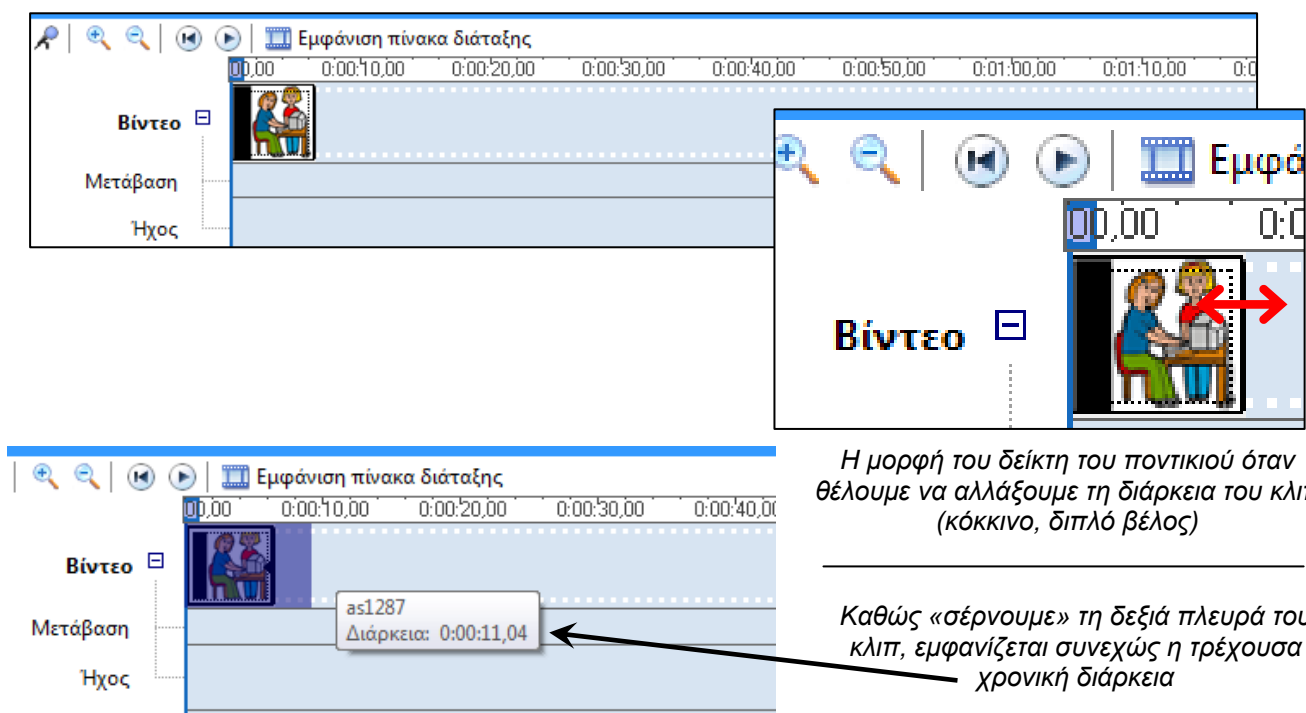 Εμφάνιση πίνακα διάταξης
00,00 0:00:10,00 0:00:20,00 0:00:30,00 0:00:40,00 0:00:50,00 0:01:00,00 0:01:10,00 0:0
Βίντεο
Μετάβαση
Ήχος
Εμφά
00,00 0:0
Βίντεο
Η μορφή του δείκτη του ποντικιού όταν
θέλουμε να αλλάξουμε τη διάρκεια του κλιπ
(κόκκινο, διπλό βέλος)
Εμφάνιση πίνακα διάταξης
00,00 0:00:10,00 0:00:20,00 0:00:30,00 0:00:40,00
Βίντεο
as1287
Διάρκεια: 0:00:11,04
Μετάβαση
Ήχος
Καθώς «σέρνουμε» τη δεξιά πλευρά του
κλιπ, εμφανίζεται συνεχώς η τρέχουσα
χρονική διάρκεια